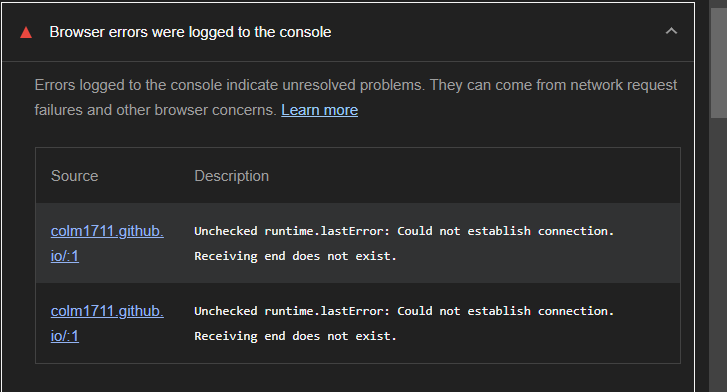 Browser errors were logged to the console
Errors logged to the console indicate unresolved problems. They can come from network request
failures and other browser concerns. Learn more
Source Description
colm1711.github. Unchecked runtime.lastError: Could not establish connection.
io/:1 Receiving end does not exist.
colm1711.github. Unchecked runtime.lastError: Could not establish connection.
io/:1 Receiving end does not exist.